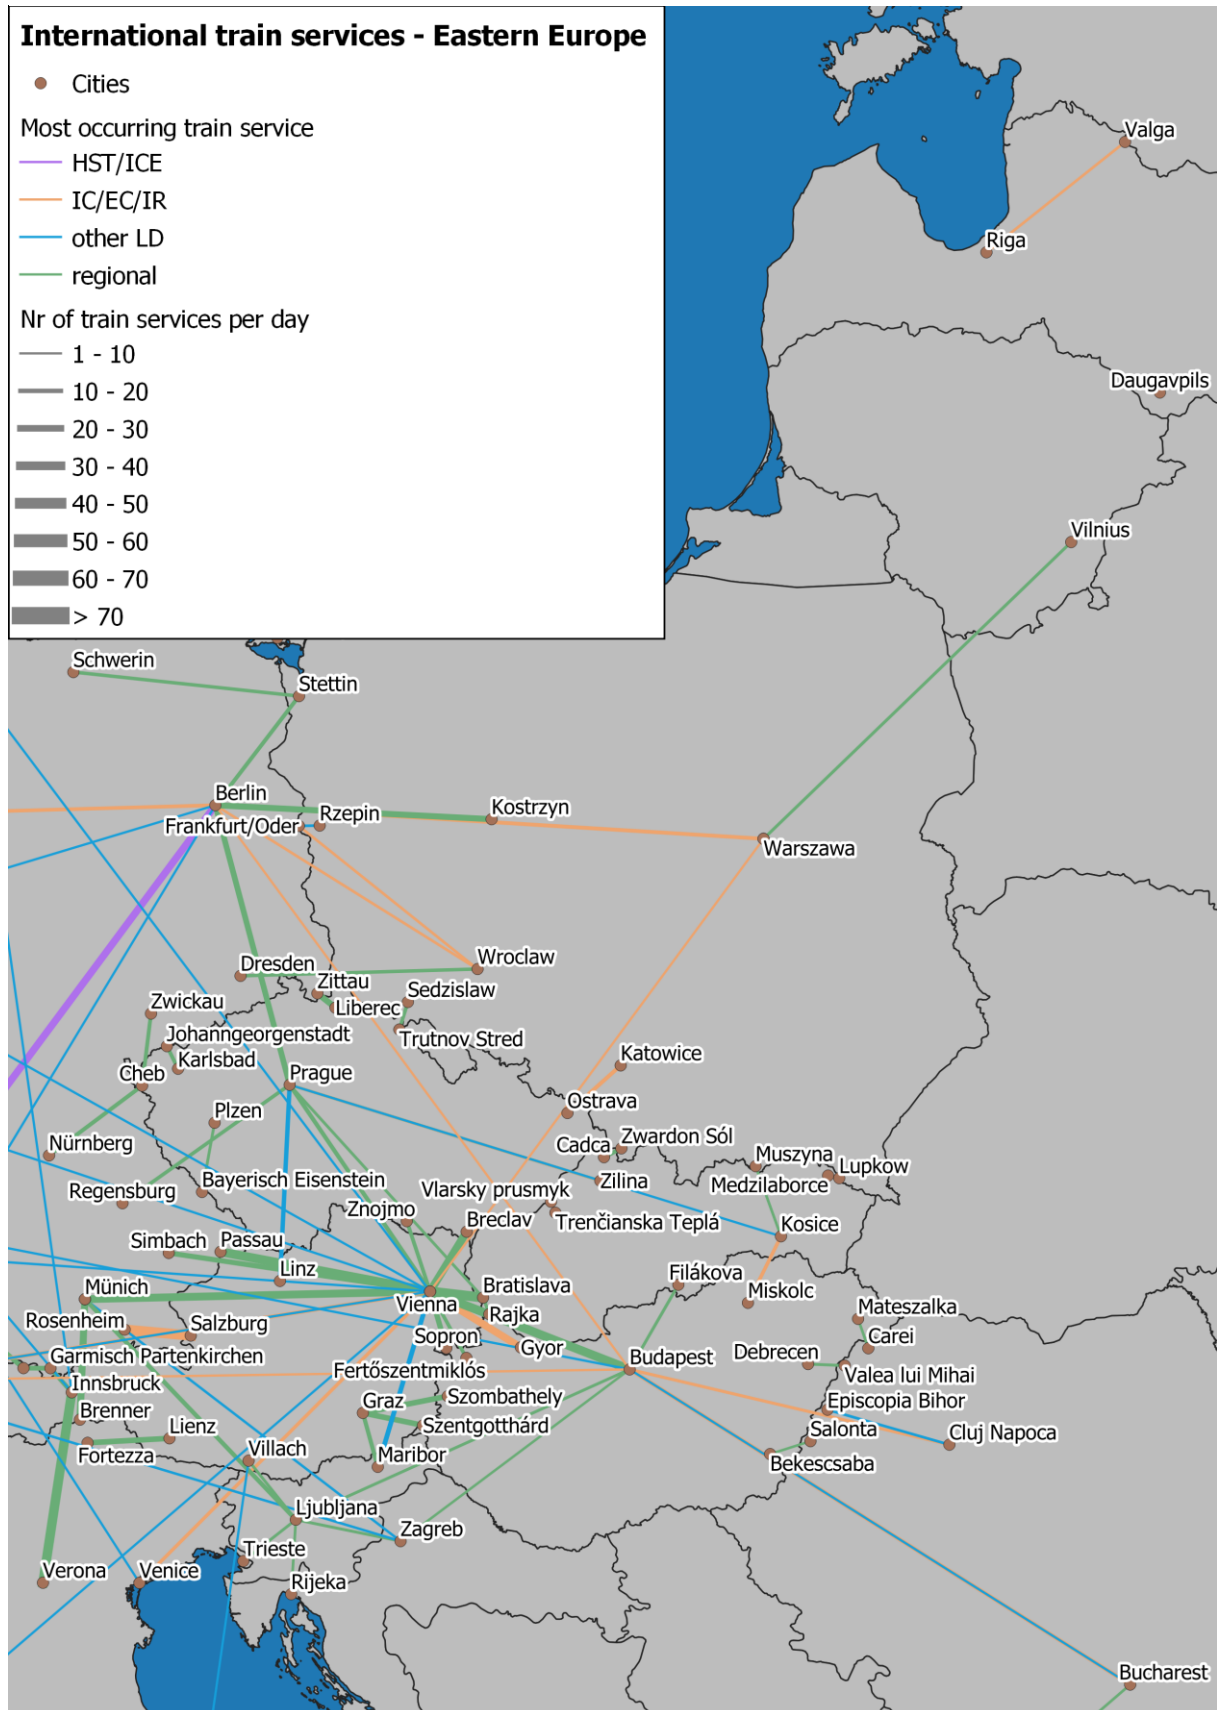 International train services - Eastern Europe
Cities
Most occurring train service
HST/ICE
IC/EC/IR
other LD
regional
Nr of train services per day
1 - 10
10 - 20
20 - 30
30 - 40
40 - 50
50 - 60
60 - 70
> 70
Valga
Riga
Daugavpils
Vilnius
Schwerin
Stettin
Berlin
Kostrzyn
Frankfurt/Oder
Rzepin
Warszawa
Wroclaw
Dresden
Zittau
Sedzislaw
Zwickau
Liberec
Johanngeorgenstadt
Trutnov Stred
Karlsbad
Katowice
Cheb
Prague
Ostrava
Plzen
Nürnberg
Cadca
Zwardon Sól
Muszyna
Lupkow
Regensburg
Bayerisch Eisenstein
Vlarsky prusmyk
Zilina
Medzilaborce
Znojmo
Breclav
Trenčianska Teplá
Kosice
Simbach
Passau
Linz
Filákova
Münich
Vienna
Bratislava
Miskolc
Rosenheim
Salzburg
Rajka
Mateszalka
Sopron
Gyor
Carei
Garmisch Partenkirchen
Budapest
Debrecen
Fertőszentmiklós
Valea lui Mihai
Innsbruck
Szombathely
Episcopia Bihor
Brenner
Graz
Lienz
Szentgotthárd
Salonta
Cluj Napoca
Fortezza
Villach
Maribor
Bekescsaba
Ljubljana
Zagreb
Trieste
Verona
Venice
Rijeka
Bucharest